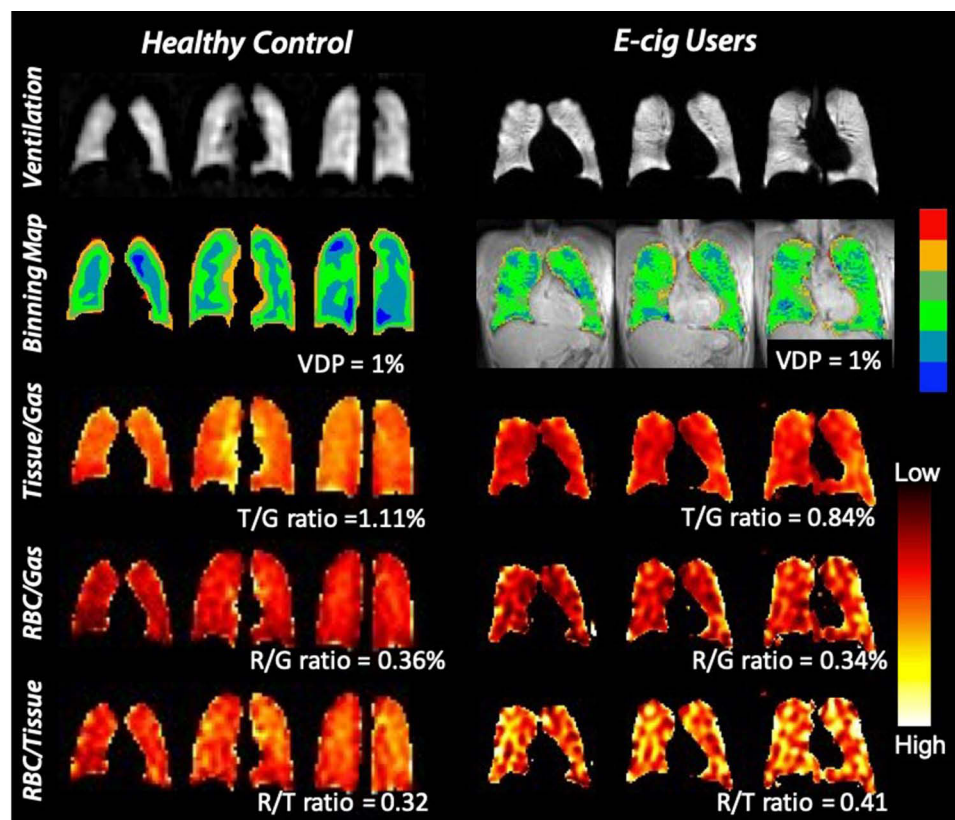 Healthy Control
E-cig Users
Ventilation
Binning Map
VDP = 1%
VDP = 1%
Tissue/Gas
T/G ratio =1.11%
T/G ratio = 0.84%
Low
RBC/Gas
R/G ratio = 0.36%
R/G ratio = 0.34%
High
RBC/Tissue
R/T ratio = 0.32
R/T ratio = 0.41